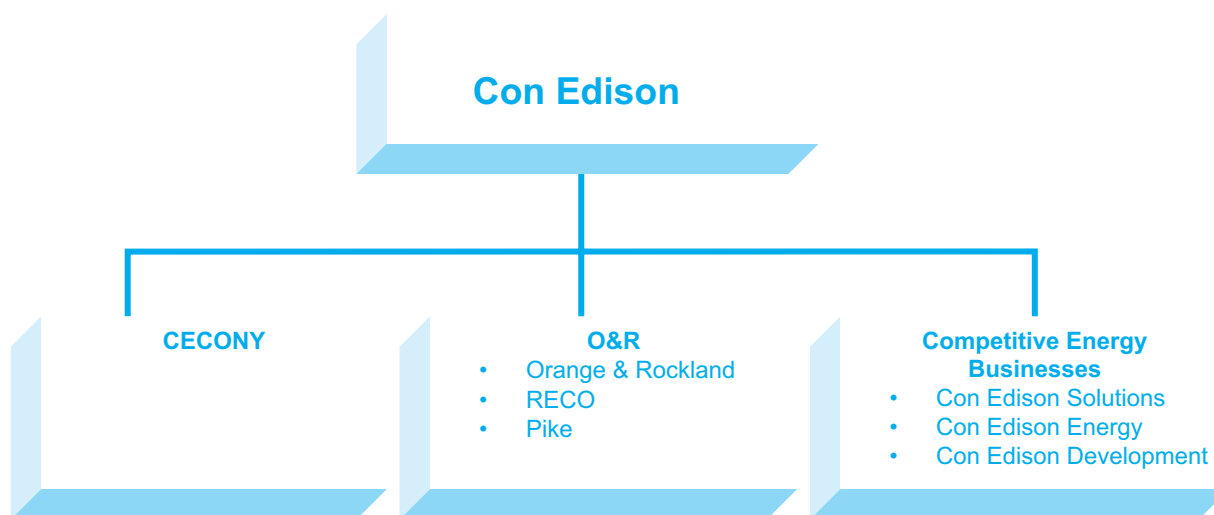 Con Edison
CECONY
O&R
• Orange & Rockland
• RECO
• Pike
Competitive Energy
Businesses
• Con Edison Solutions
• Con Edison Energy
• Con Edison Development